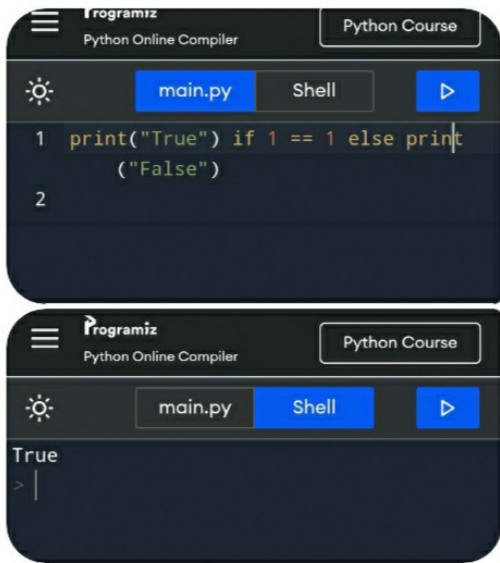 Programiz
Python Online Compiler
Python Course
main.py
Shell
1 print("True") if 1 == 1 else print
("False")
2
Programiz
Python Online Compiler
Python Course
main.py
Shell
True
>